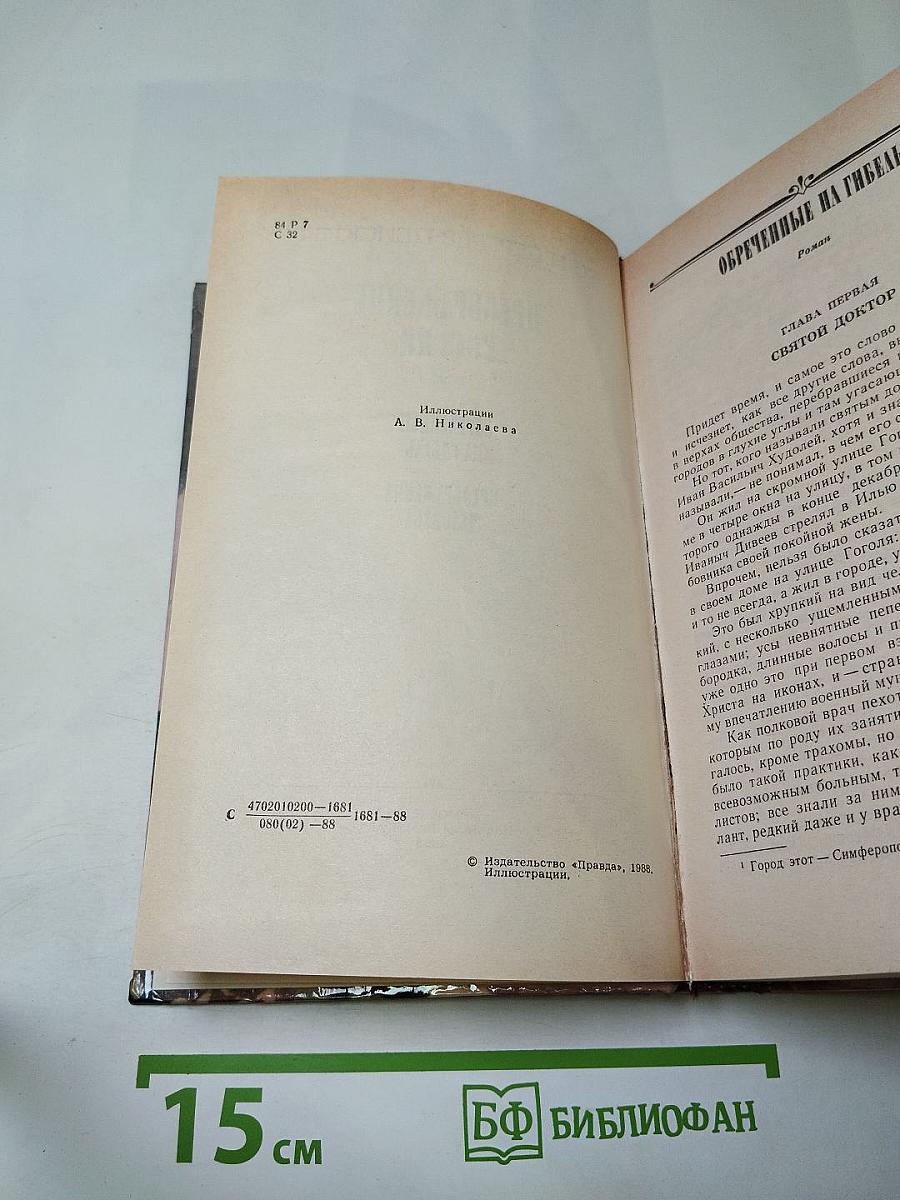 84 Р 7
С 32
Иллюстрации
А. В. Николаева
С 4702010200—1681
080(02) —88
1681—88
© Издательство «Правда», 1988.
Иллюстрации.
ОБРЕЧЕННЫЕ НА ГИБЕЛЬ
Роман
ГЛАВА ПЕРВАЯ
СВЯТОЙ ДОКТОР
Придет время, и самое это слово
и исчезнет, как все другие слова,
в верхах общества, перебравшиеся
городов в глухие углы и там угасающ
Но тот, кого называли святым до
Иван Васильич Худолей, хотя и зна
называли,— не понимал, в чем его с
Он жил на скромной улице Гог
ме в четыре окна на улицу, в том
торого однажды в конце декабр
Иваныч Дивеев стрелял в Илью
бовника своей покойной жены.
Впрочем, нельзя было сказат
в своем доме на улице Гоголя:
и то не всегда, а жил в городе, у
Это был хрупкий на вид чел
кий, с несколько ущемленным
глазами; усы невнятные пепе
бородка, длинные волосы и п
уже одно это при первом вз
Христа на иконах, и — стран
му впечатлению военный мун
Как полковой врач пехот
которым по роду их заняти
галось, кроме трахомы, но
было такой практики, как
всевозможным больным, т
листов; все знали за ним
лант, редкий даже и у вра
¹ Город этот — Симферопо
15 см
БФ БИБЛИОФАН